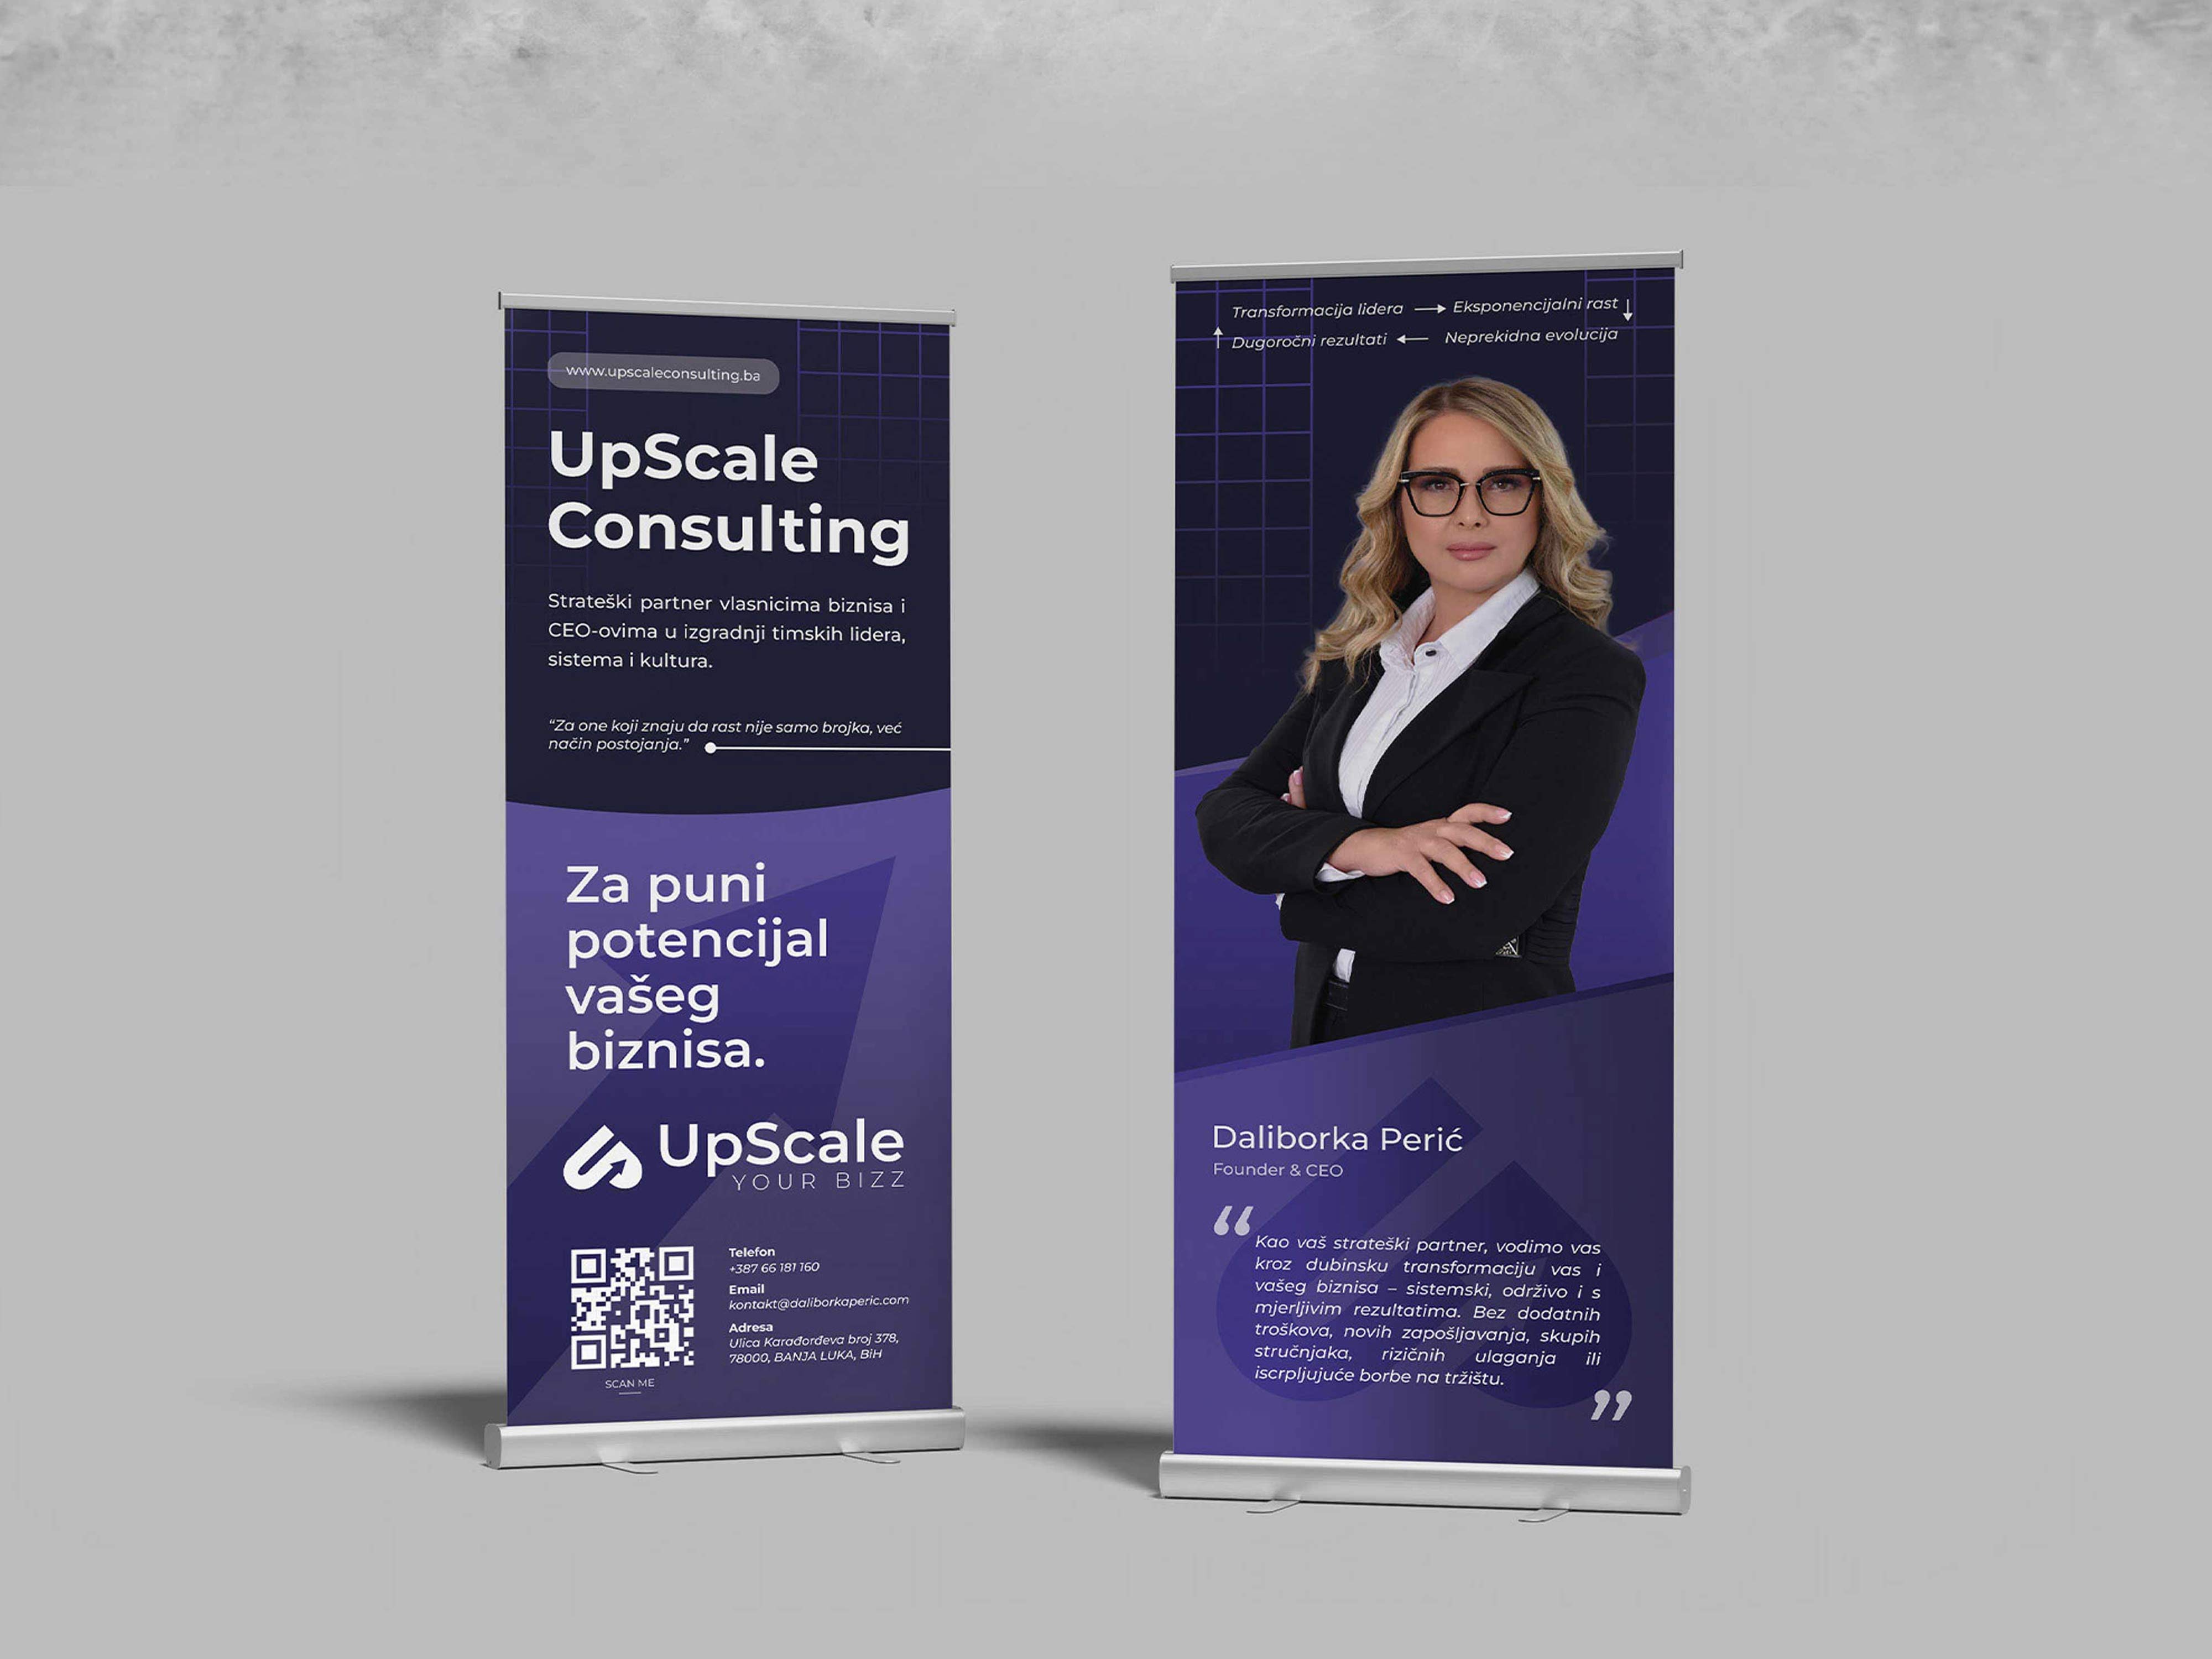 www.upscaleconsulting.ba
UpScale
Consulting
Strateški partner vlasnicima biznisa i
CEO-ovima u izgradnji timskih lidera,
sistema i kultura.
“Za one koji znaju da rast nije samo brojka, već
način postojanja.”
Za puni
potencijal
vašeg
biznisa.
UpScale
YOUR BIZZ
SCAN ME
Telefon
+387 66 181 160
Email
kontakt@daliborkaperic.com
Adresa
Ulica Karađorđeva broj 378,
78000, BANJA LUKA, BiH
Transformacija lidera → Eksponencijalni rast ↓
↑ Dugoročni rezultati ← Neprekidna evolucija
Daliborka Perić
Founder & CEO
“
Kao vaš strateški partner, vodimo vas
kroz dubinsku transformaciju vas i
vašeg biznisa – sistemski, održivo i s
mjerljivim rezultatima. Bez dodatnih
troškova, novih zapošljavanja, skupih
stručnjaka, rizičnih ulaganja ili
iscrpljujuće borbe na tržištu.
”